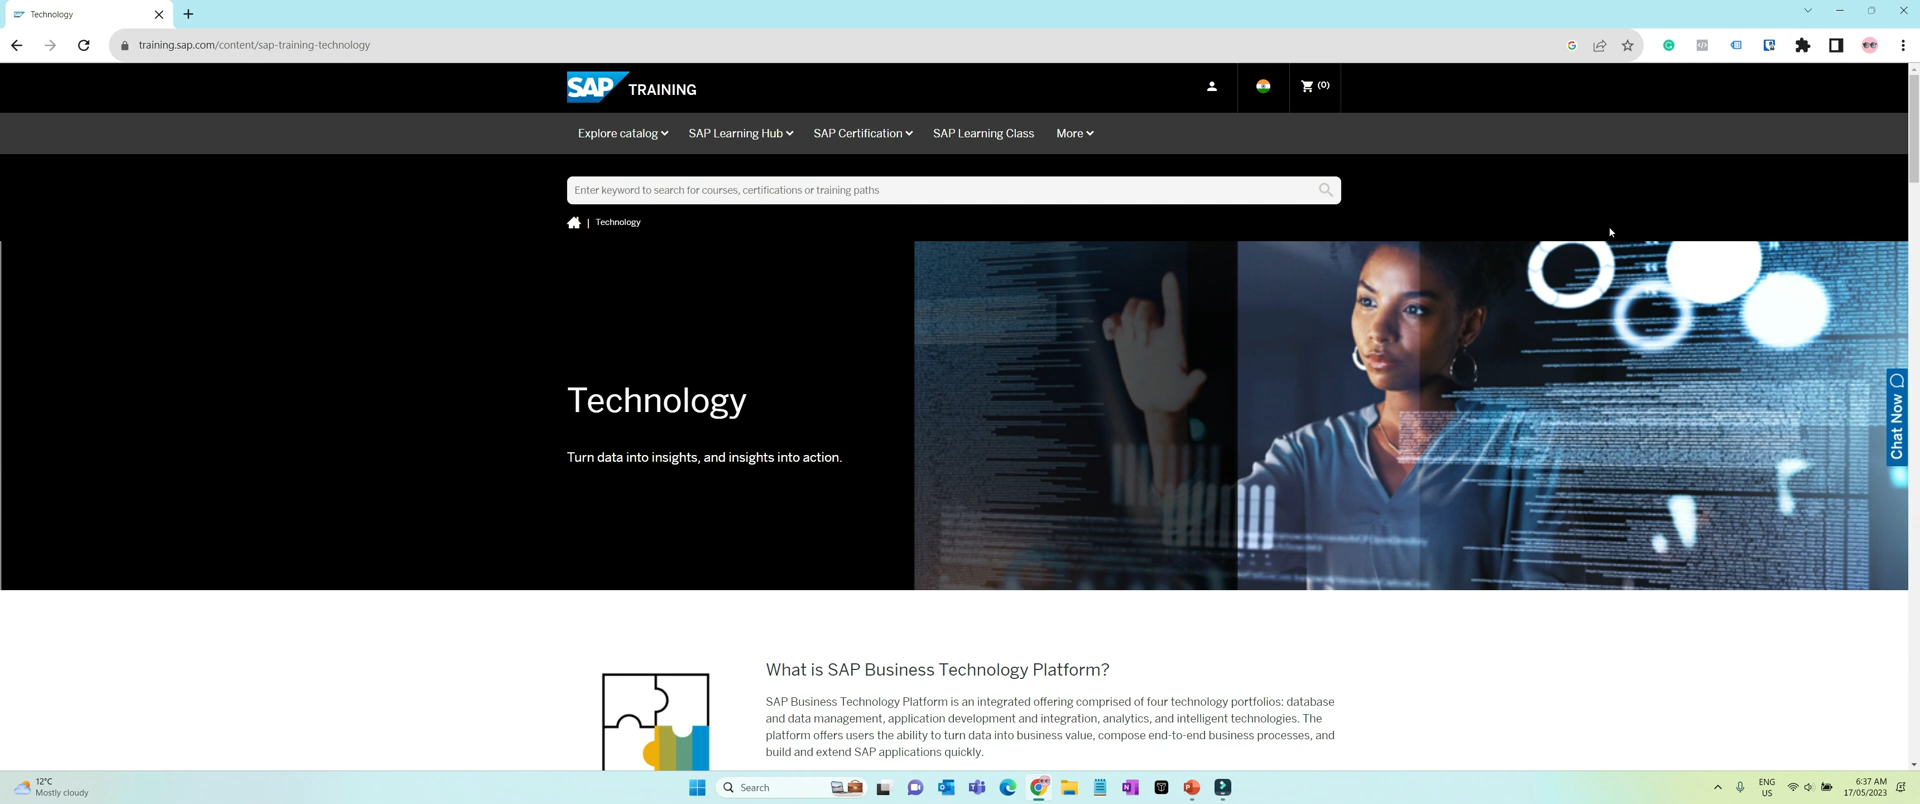 Technology
training.sap.com/content/sap-training-technology
SAP TRAINING
(0)
Explore catalog SAP Learning Hub SAP Certification SAP Learning Class More
Enter keyword to search for courses, certifications or training paths
| Technology
Technology
Turn data into insights, and insights into action.
Chat Now
What is SAP Business Technology Platform?
SAP Business Technology Platform is an integrated offering comprised of four technology portfolios: database
and data management, application development and integration, analytics, and intelligent technologies. The
platform offers users the ability to turn data into business value, compose end-to-end business processes, and
build and extend SAP applications quickly.
12°C
Mostly cloudy
Search
ENG
US
6:37 AM
17/05/2023